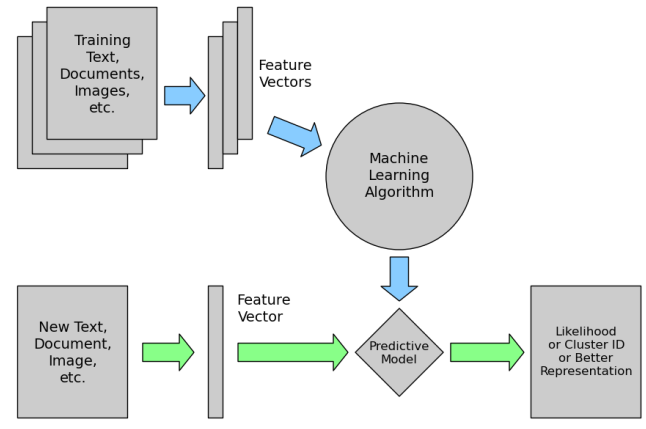 Training
Text,
Documents,
Images,
etc.
Feature
Vectors
Machine
Learning
Algorithm
New Text,
Document,
Image,
etc.
Feature
Vector
Predictive
Model
Likelihood
or Cluster ID
or Better
Representation